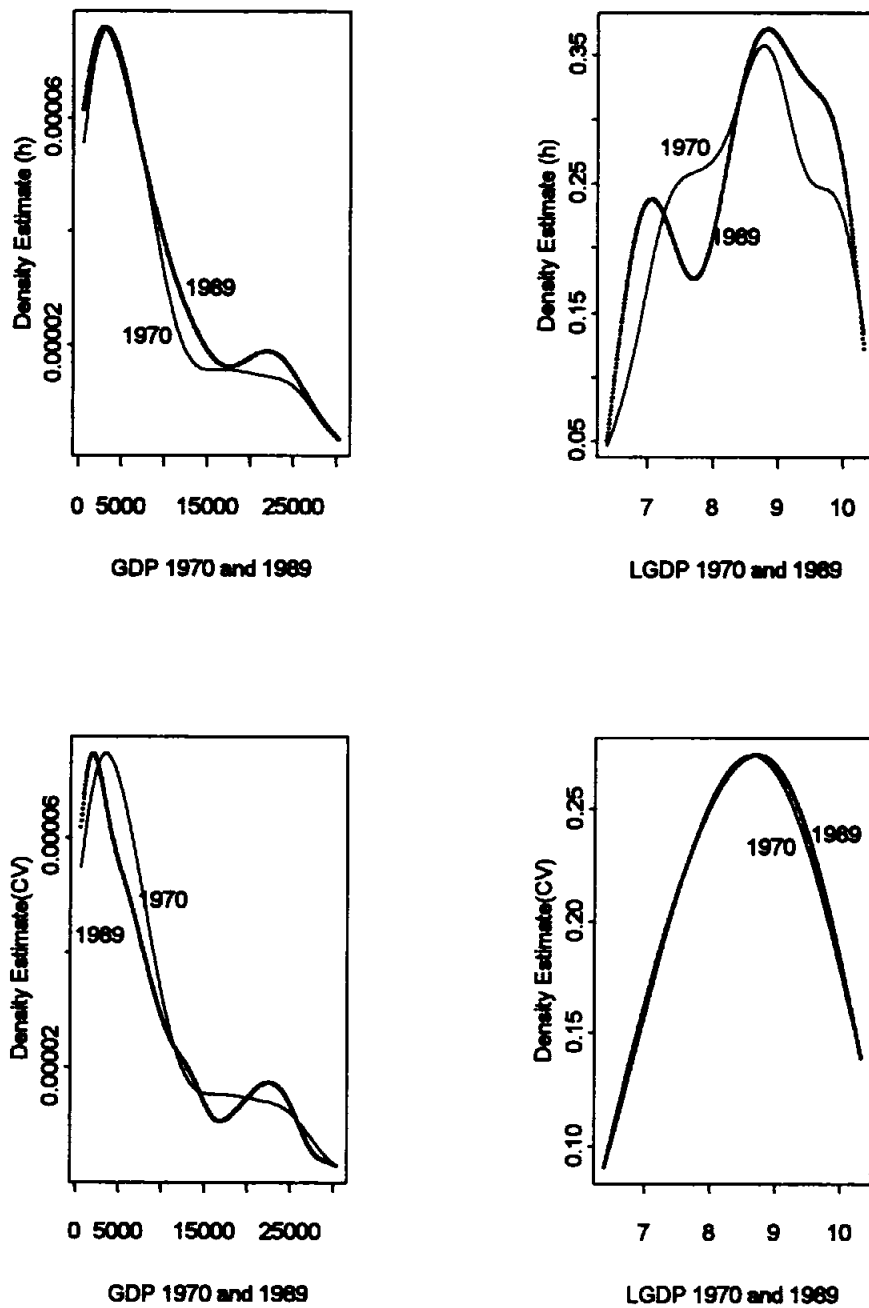 Density Estimate (h)
0.00006
0.00002
1989
1970
0 5000 15000 25000
GDP 1970 and 1989
Density Estimate (h)
0.35
0.25
0.15
0.05
1970
1989
7 8 9 10
LGDP 1970 and 1989
Density Estimate(CV)
0.00006
0.00002
1970
1989
0 5000 15000 25000
GDP 1970 and 1989
Density Estimate(CV)
0.25
0.20
0.15
0.10
1989
1970
7 8 9 10
LGDP 1970 and 1989